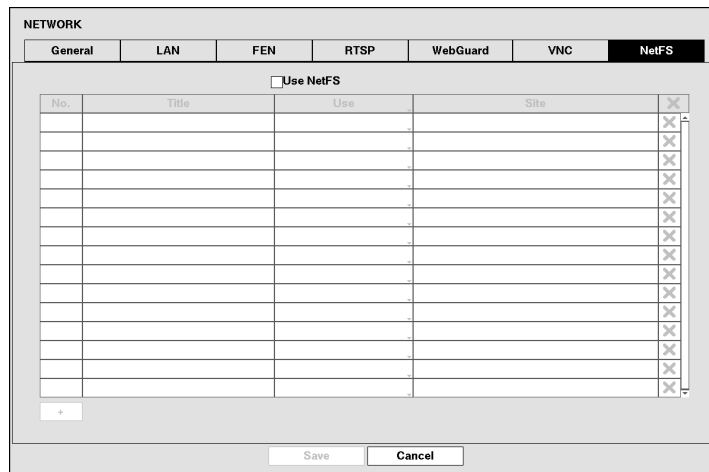 NETWORK
General LAN FEN RTSP WebGuard VNC NetFS
Use NetFS
No. Title Use Site
+
Save Cancel